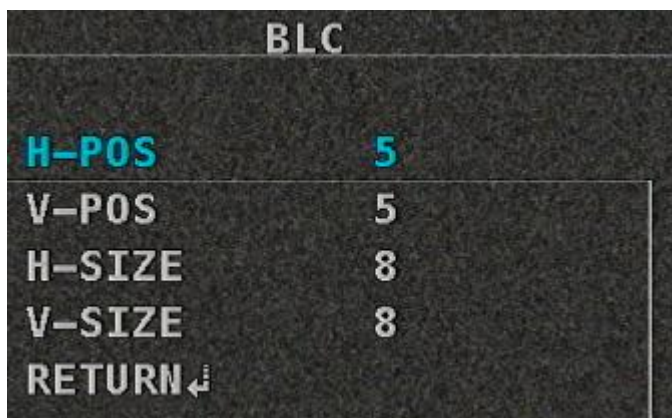 BLC
H-POS 5
V-POS 5
H-SIZE 8
V-SIZE 8
RETURN↲